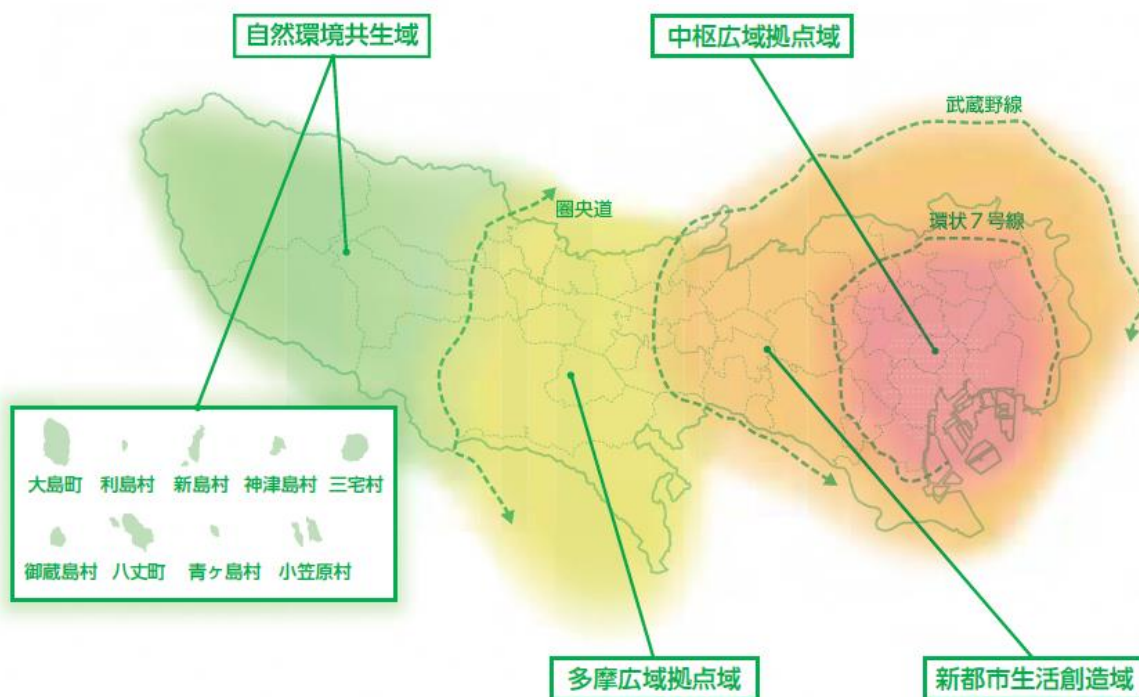 自然環境共生域
中枢広域拠点域
武蔵野線
圏央道
環状７号線
大島町 利島村 新島村 神津島村 三宅村
御蔵島村 八丈町 青ヶ島村 小笠原村
多摩広域拠点域
新都市生活創造域